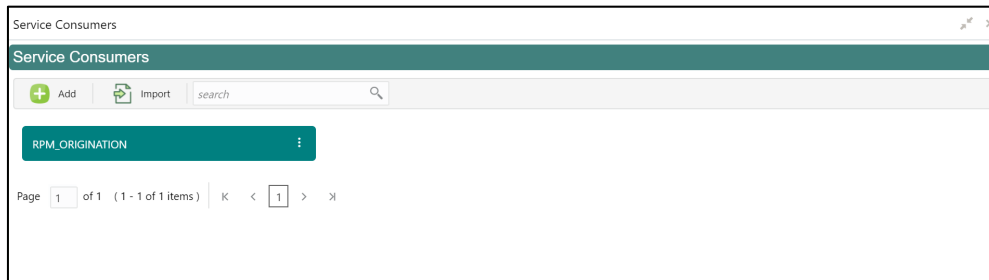 Service Consumers
Service Consumers
Add Import search
RPM_ORIGINATION
Page 1 of 1 ( 1 - 1 of 1 items ) 1